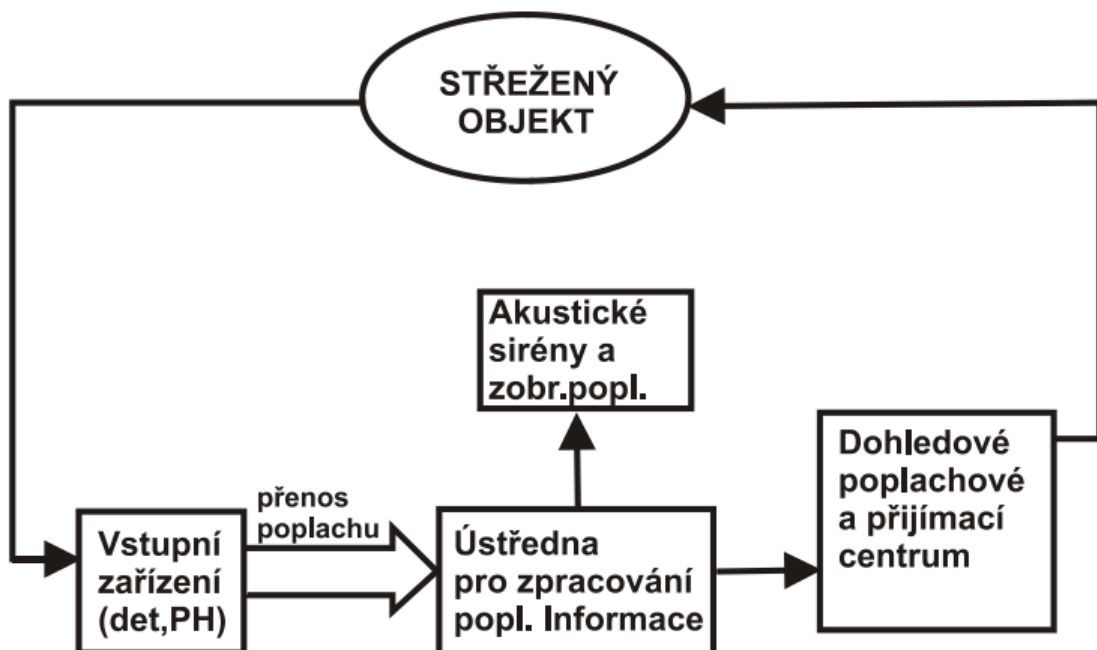 STŘEŽENÝ
OBJEKT
Akustické
sirény a
zobr.popl.
Dohledové
poplachové
a přijímací
centrum
přenos
poplachu
Vstupní
zařízení
(det,PH)
Ústředna
pro zpracování
popl. Informace